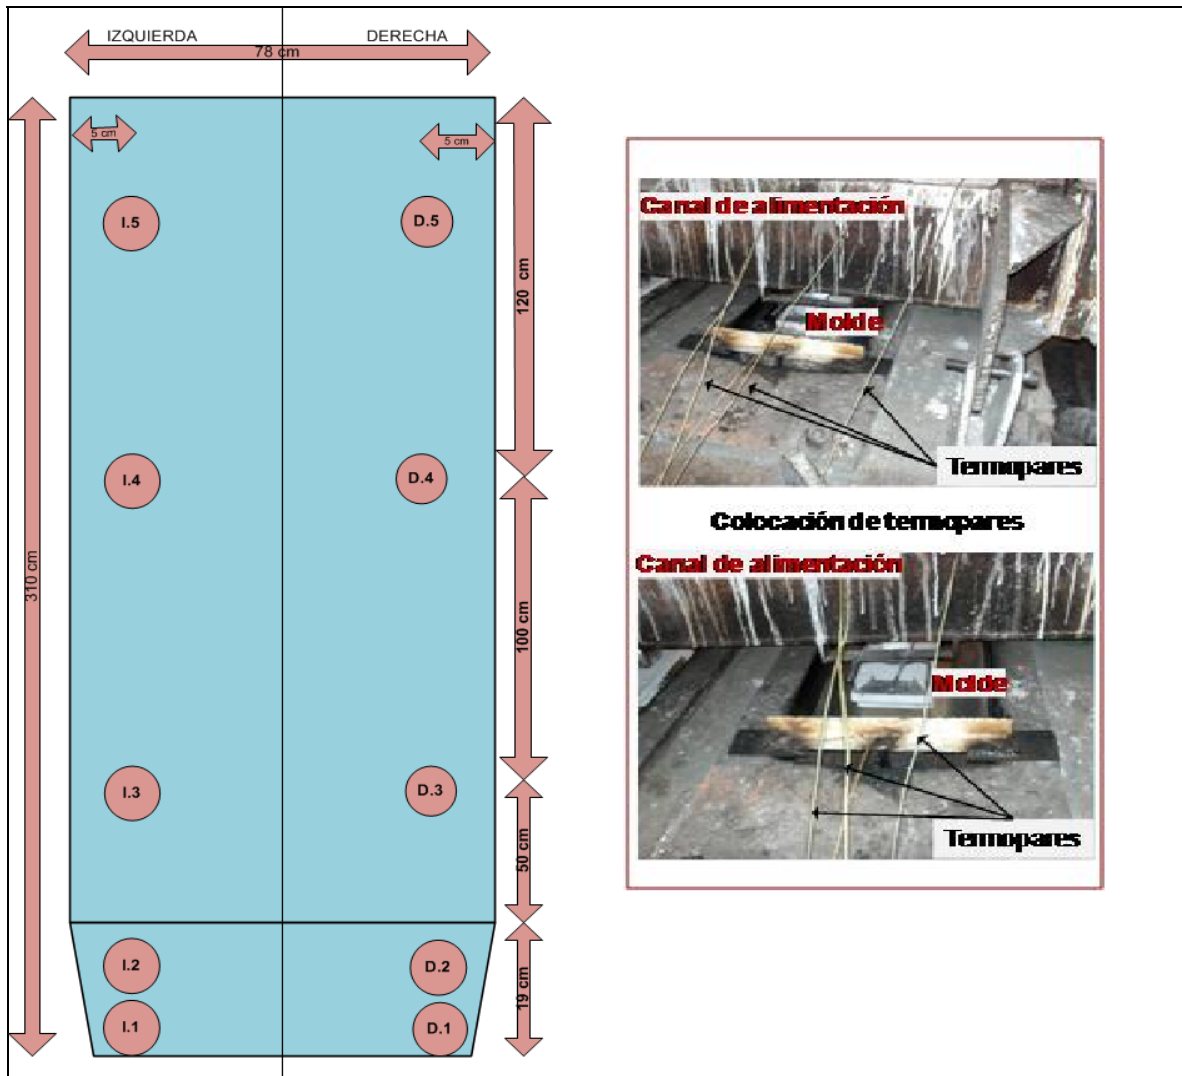 IZQUIERDA
DERECHA
78 cm
5 cm
5 cm
I.5
D.5
120 cm
I.4
D.4
310 cm
100 cm
I.3
D.3
50 cm
I.2
D.2
19 cm
I.1
D.1
Canal de alimentación
Molde
Termopares
Colocación de termopares
Canal de alimentación
Molde
Termopares